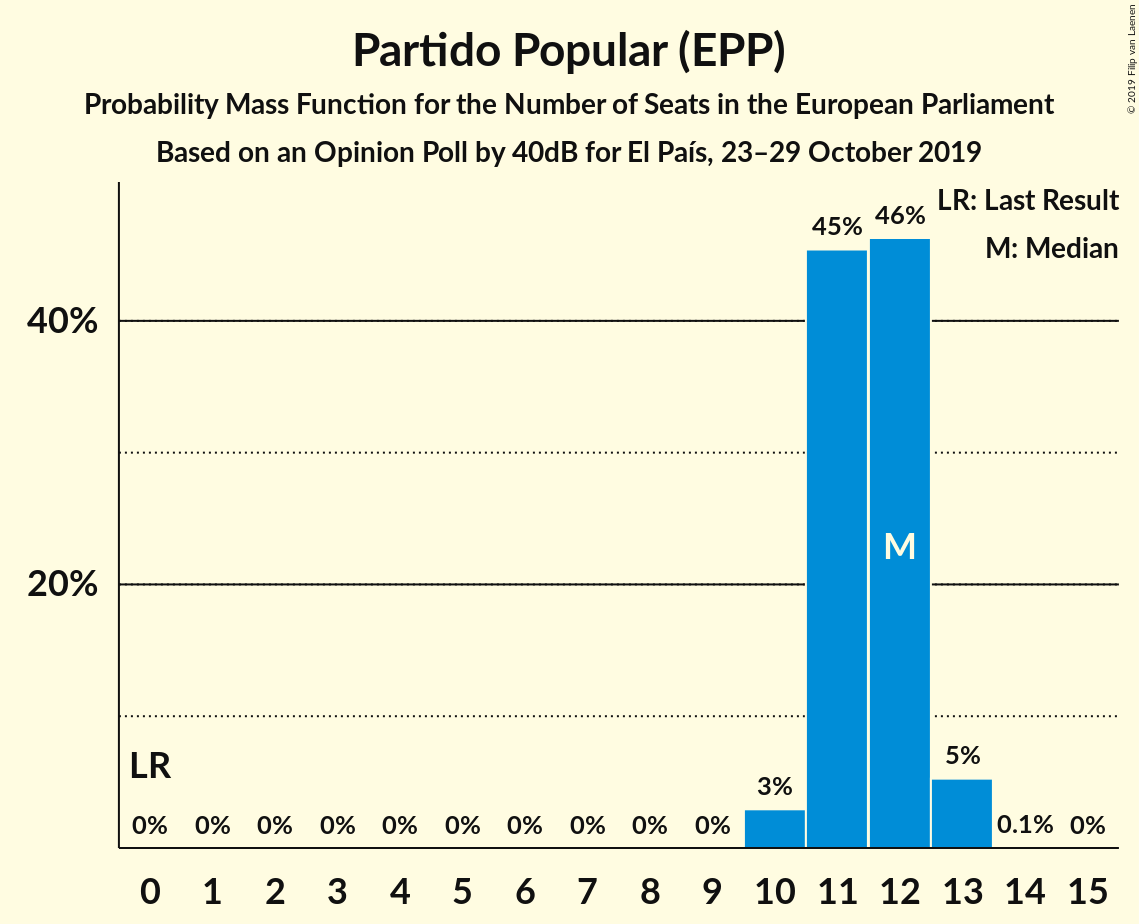 Partido Popular (EPP)
Probability Mass Function for the Number of Seats in the European Parliament
Based on an Opinion Poll by 40dB for El País, 23–29 October 2019
© 2019 Filip van Laenen
LR: Last Result
M: Median
45% 46%
40%
20%
M
LR
0% 0% 0% 0% 0% 0% 0% 0% 0% 0% 3% 5% 0.1% 0%
0 1 2 3 4 5 6 7 8 9 10 11 12 13 14 15